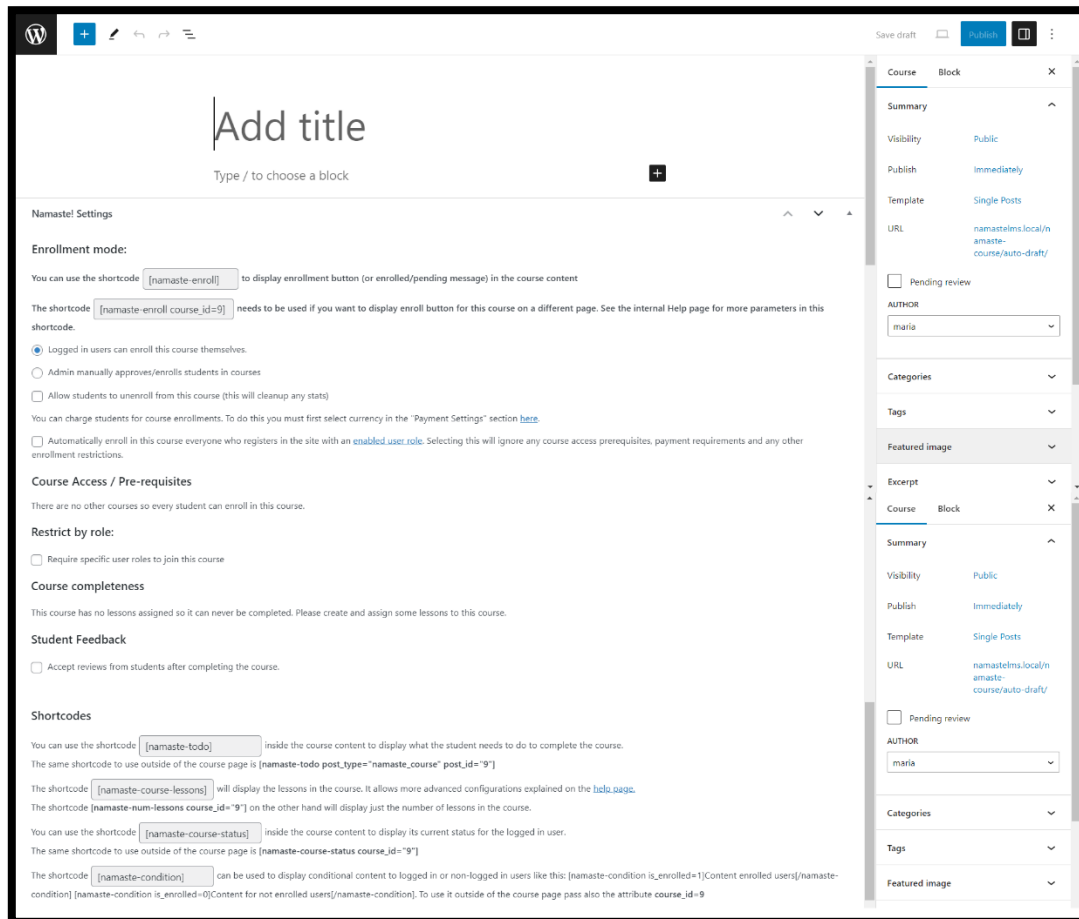 Save draft
Publish
Add title
Type / to choose a block
Namaste! Settings
Enrollment mode:
You can use the shortcode [namaste-enroll] to display enrollment button (or enrolled/pending message) in the course content
The shortcode [namaste-enroll course_id=9] needs to be used if you want to display enroll button for this course on a different page. See the internal Help page for more parameters in this
shortcode.
Logged in users can enroll this course themselves.
Admin manually approves/enrolls students in courses
Allow students to unenroll from this course (this will cleanup any stats)
You can charge students for course enrollments. To do this you must first select currency in the "Payment Settings" section here.
Automatically enroll in this course everyone who registers in the site with an enabled user role. Selecting this will ignore any course access prerequisites, payment requirements and any other
enrollment restrictions.
Course Access / Pre-requisites
There are no other courses so every student can enroll in this course.
Restrict by role:
Require specific user roles to join this course
Course completeness
This course has no lessons assigned so it can never be completed. Please create and assign some lessons to this course.
Student Feedback
Accept reviews from students after completing the course.
Shortcodes
You can use the shortcode [namaste-todo] inside the course content to display what the student needs to do to complete the course.
The same shortcode to use outside of the course page is [namaste-todo post_type="namaste_course" post_id="9"]
The shortcode [namaste-course-lessons] will display the lessons in the course. It allows more advanced configurations explained on the help page.
The shortcode [namaste-num-lessons course_id="9"] on the other hand will display just the number of lessons in the course.
You can use the shortcode [namaste-course-status] inside the course content to display its current status for the logged in user.
The same shortcode to use outside of the course page is [namaste-course-status course_id="9"]
The shortcode [namaste-condition] can be used to display conditional content to logged in or non-logged in users like this: [namaste-condition is_enrolled=1]Content enrolled users[/namaste-
condition] [namaste-condition is_enrolled=0]Content for not enrolled users[/namaste-condition]. To use it outside of the course page pass also the attribute course_id=9
Course Block
Summary
Visibility Public
Publish Immediately
Template Single Posts
URL namastelms.local/n
amaste-
course/auto-draft/
Pending review
AUTHOR
maria
Categories
Tags
Featured image
Excerpt
Course Block
Summary
Visibility Public
Publish Immediately
Template Single Posts
URL namastelms.local/n
amaste-
course/auto-draft/
Pending review
AUTHOR
maria
Categories
Tags
Featured image